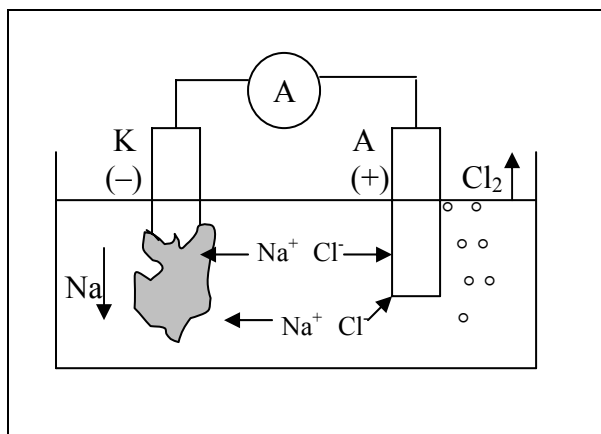 A
K A
(–) (+) Cl₂
Na⁺ Cl⁻
Na
Na⁺ Cl⁻